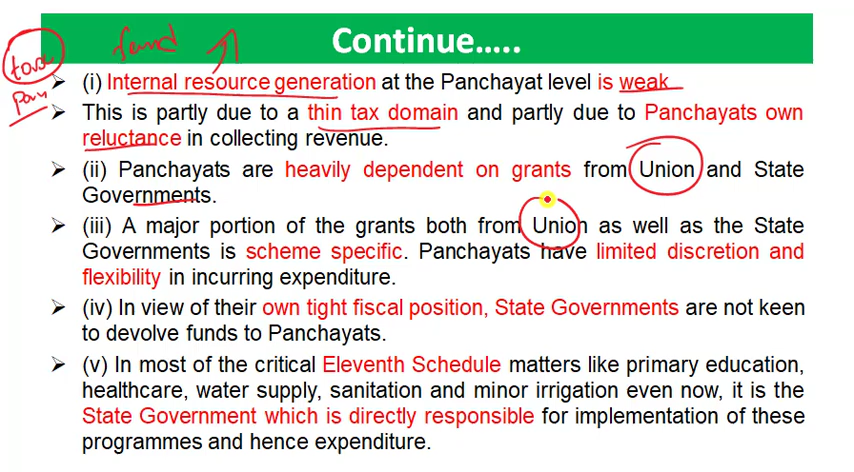 Continue.....
fund
➤ (i) Internal resource generation at the Panchayat level is weak
➤ This is partly due to a thin tax domain and partly due to Panchayats own
reluctance in collecting revenue.
➤ (ii) Panchayats are heavily dependent on grants from Union and State
Governments.
➤ (iii) A major portion of the grants both from Union as well as the State
Governments is scheme specific. Panchayats have limited discretion and
flexibility in incurring expenditure.
➤ (iv) In view of their own tight fiscal position, State Governments are not keen
to devolve funds to Panchayats.
➤ (v) In most of the critical Eleventh Schedule matters like primary education,
healthcare, water supply, sanitation and minor irrigation even now, it is the
State Government which is directly responsible for implementation of these
programmes and hence expenditure.